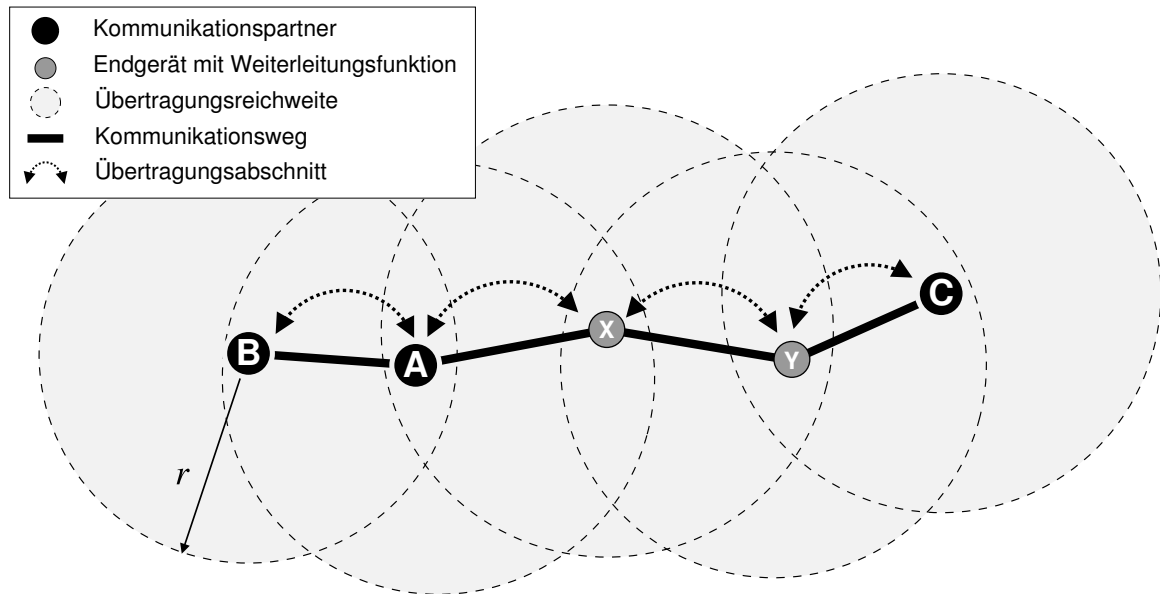 Kommunikationspartner
Endgerät mit Weiterleitungsfunktion
Übertragungsreichweite
Kommunikationsweg
Übertragungsabschnitt
B
A
X
Y
C
r